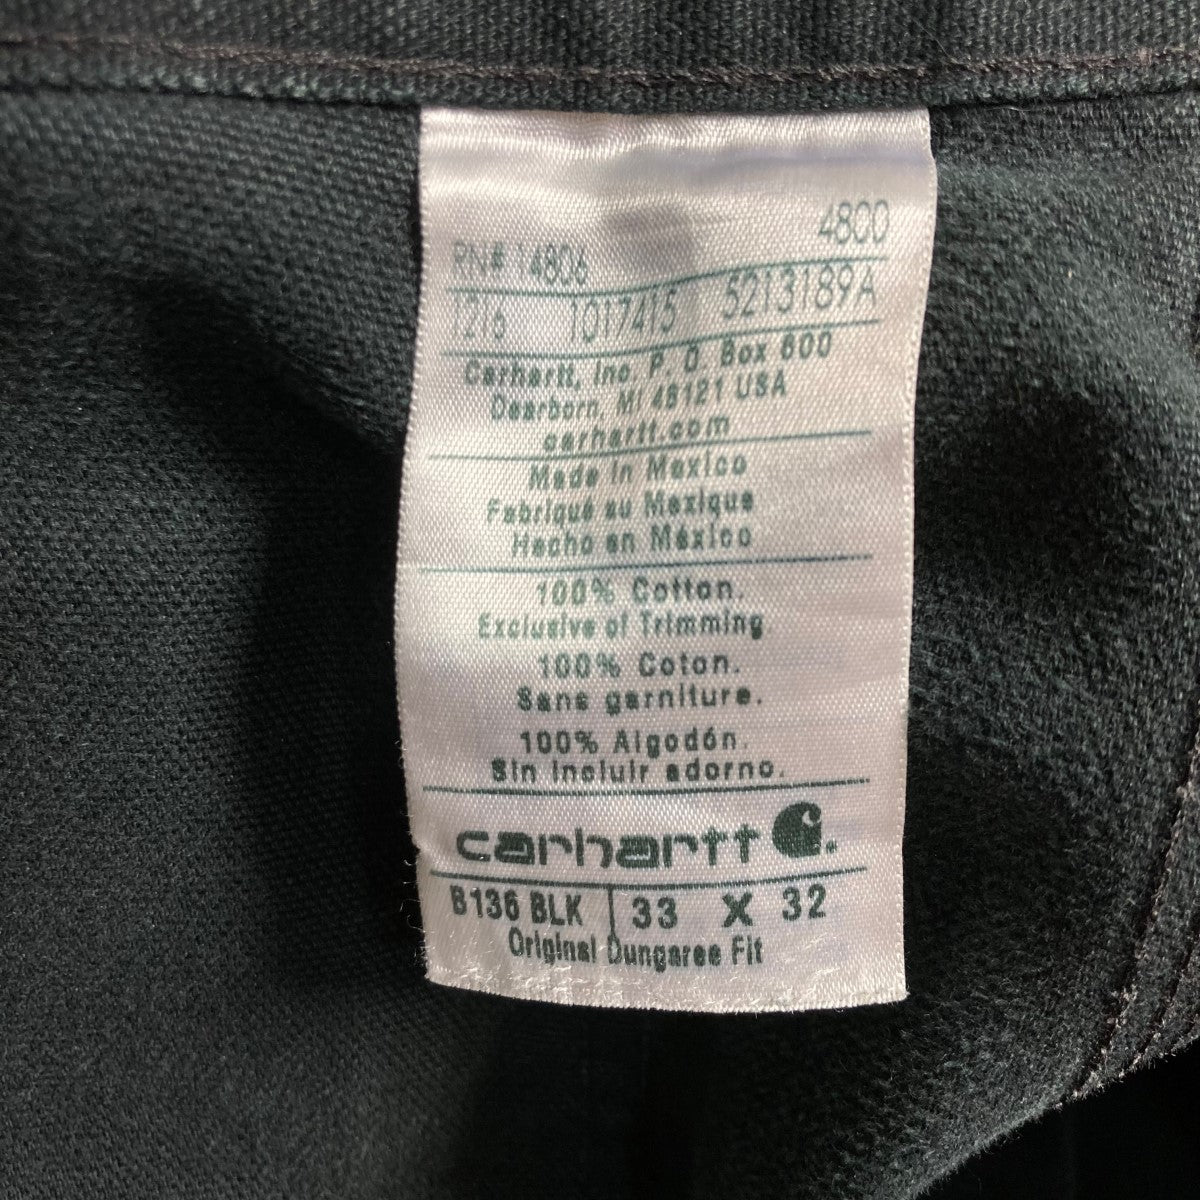 4800
RN# 14806
1216 1017415 5213189A
Carhartt, Inc. P. O. Box 600
Dearborn, MI 48121 USA
carhartt.com
Made in Mexico
Fabriqué au Mexique
Hecho en México
100% Cotton.
Exclusive of Trimming.
100% Coton.
Sans garniture.
100% Algodón.
Sin incluir adorno.
carhartt
B136 BLK 33 X 32
Original Dungaree Fit